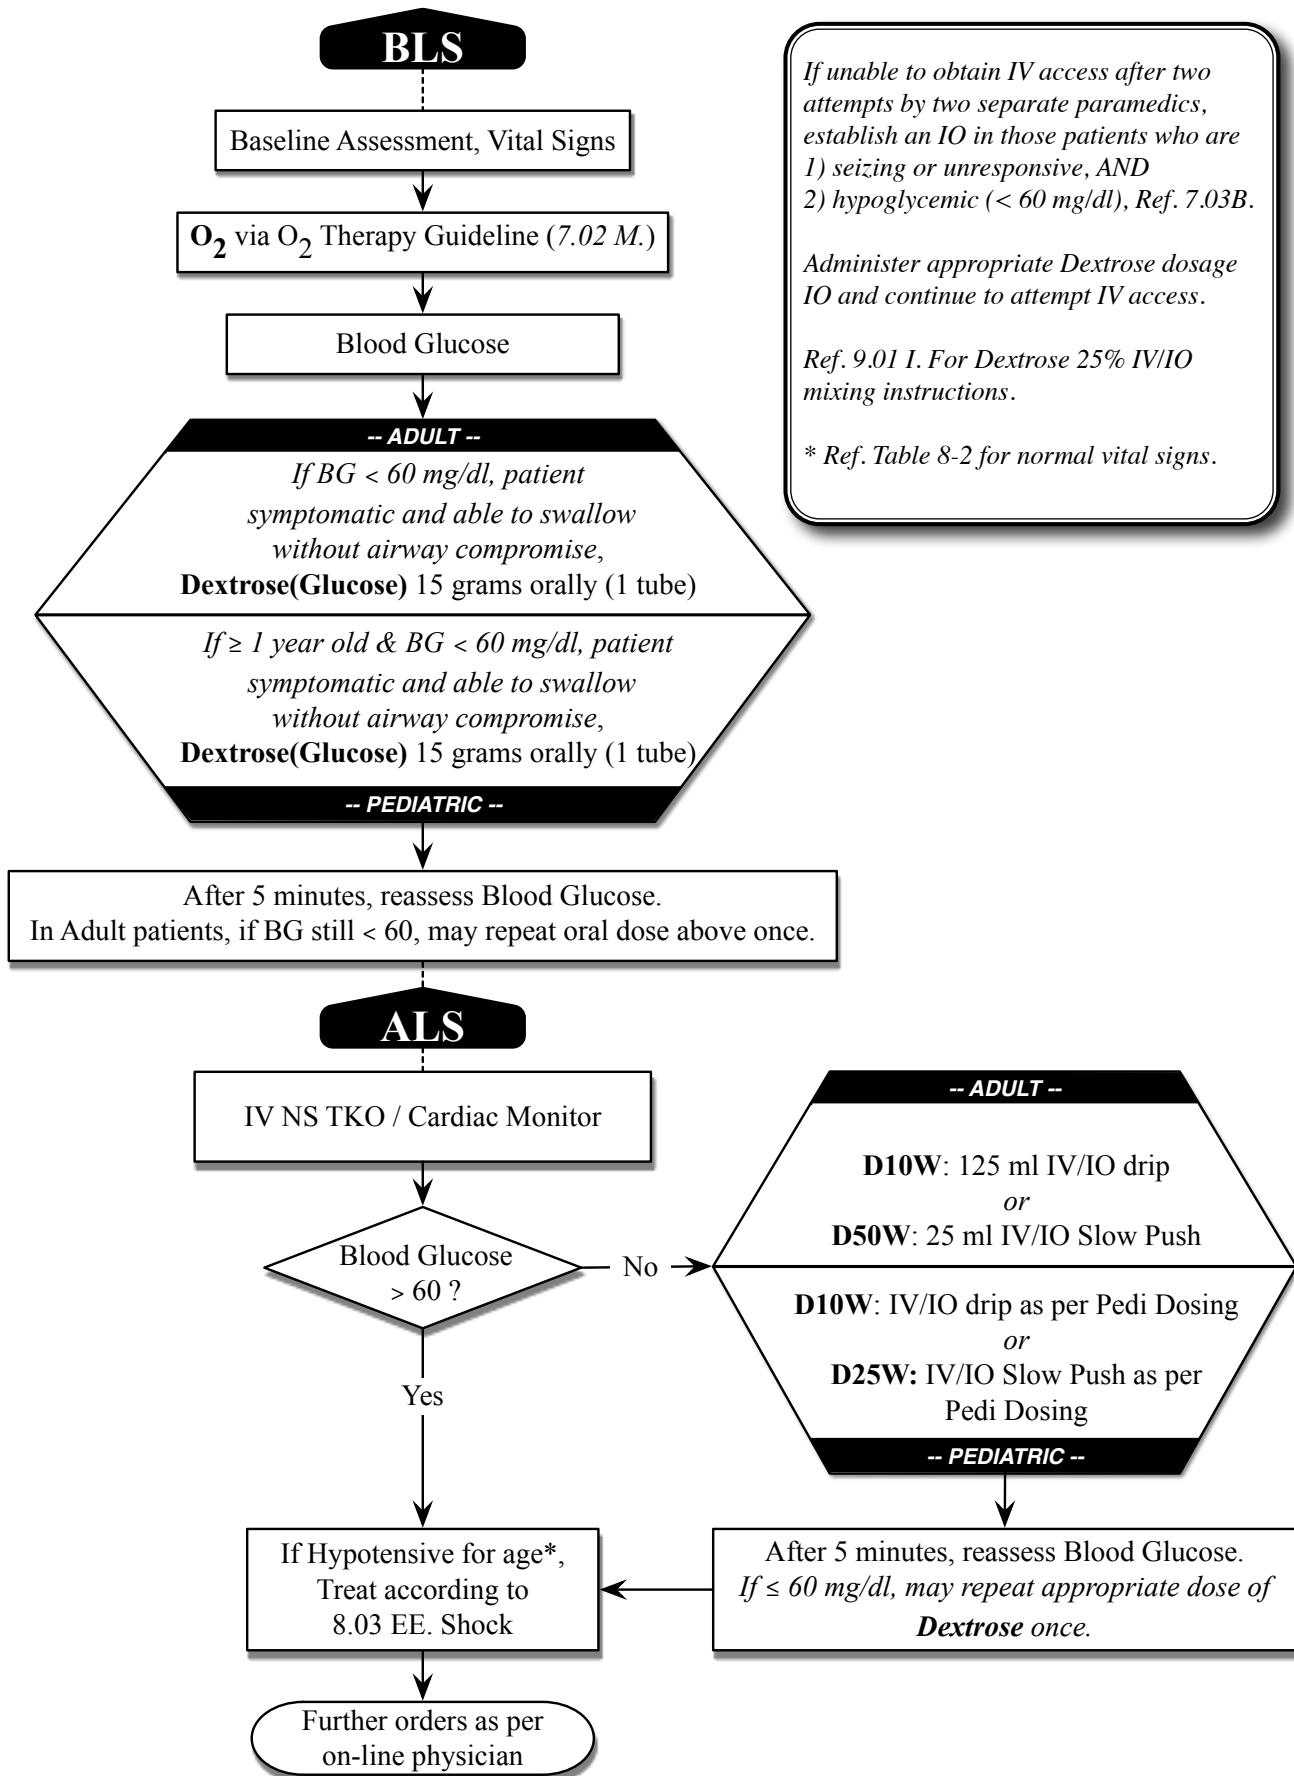 BLS
Baseline Assessment, Vital Signs
O2 via O2 Therapy Guideline (7.02 M.)
Blood Glucose
-- ADULT --
If BG < 60 mg/dl, patient
symptomatic and able to swallow
without airway compromise,
Dextrose(Glucose) 15 grams orally (1 tube)
If ≥ 1 year old & BG < 60 mg/dl, patient
symptomatic and able to swallow
without airway compromise,
Dextrose(Glucose) 15 grams orally (1 tube)
-- PEDIATRIC --
After 5 minutes, reassess Blood Glucose.
In Adult patients, if BG still < 60, may repeat oral dose above once.
If unable to obtain IV access after two
attempts by two separate paramedics,
establish an IO in those patients who are
1) seizing or unresponsive, AND
2) hypoglycemic (< 60 mg/dl), Ref. 7.03B.
Administer appropriate Dextrose dosage
IO and continue to attempt IV access.
Ref. 9.01 I. For Dextrose 25% IV/IO
mixing instructions.
* Ref. Table 8-2 for normal vital signs.
ALS
IV NS TKO / Cardiac Monitor
Blood Glucose
> 60 ?
No
Yes
-- ADULT --
D10W: 125 ml IV/IO drip
or
D50W: 25 ml IV/IO Slow Push
D10W: IV/IO drip as per Pedi Dosing
or
D25W: IV/IO Slow Push as per
Pedi Dosing
-- PEDIATRIC --
After 5 minutes, reassess Blood Glucose.
If ≤ 60 mg/dl, may repeat appropriate dose of
Dextrose once.
If Hypotensive for age*,
Treat according to
8.03 EE. Shock
Further orders as per
on-line physician